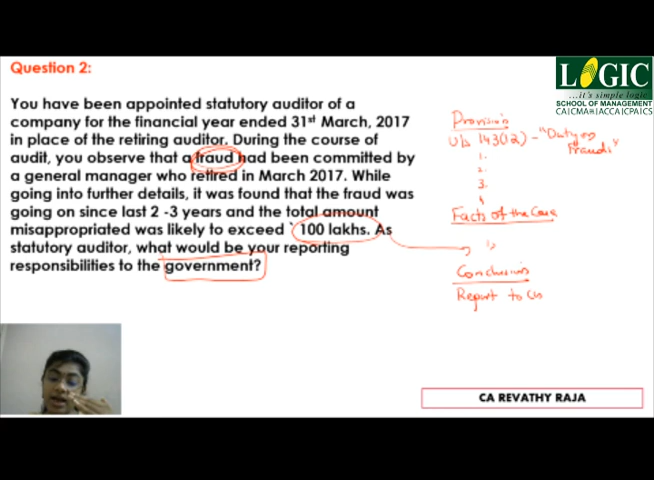 Question 2:
LOGIC
...it's simple logic
SCHOOL OF MANAGEMENT
CA|CMA|ACCA|CPA|CS
You have been appointed statutory auditor of a
company for the financial year ended 31st March, 2017
in place of the retiring auditor. During the course of
audit, you observe that a fraud had been committed by
a general manager who retired in March 2017. While
going into further details, it was found that the fraud was
going on since last 2 -3 years and the total amount
misappropriated was likely to exceed ` 100 lakhs. As
statutory auditor, what would be your reporting
responsibilities to the government?
Provision
U/s 143(12) - "Duty on
Fraud"
1.
2.
3.
4
Facts of the Case
Conclusion
Report to CG
CA REVATHY RAJA